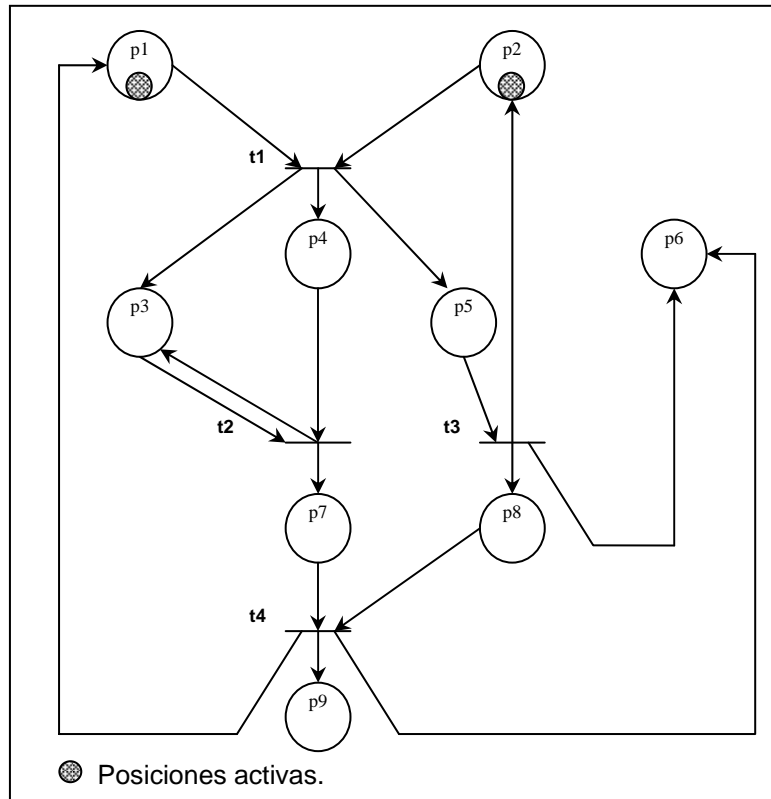 p1
p2
t1
p4
p6
p3
p5
t2
t3
p7
p8
t4
p9
Posiciones activas.